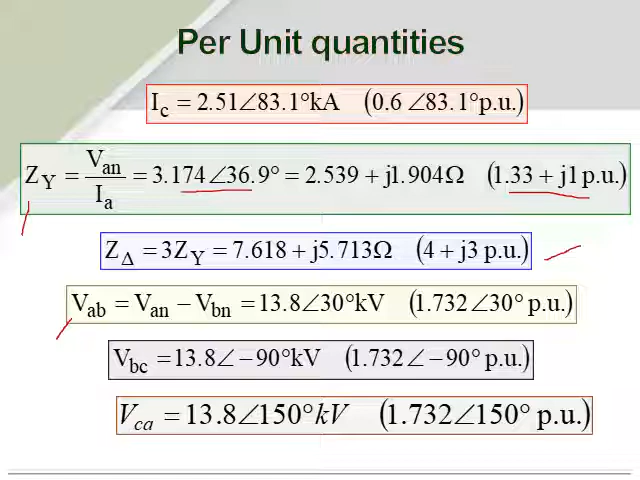 Per Unit quantities
I_c = 2.51∠83.1°kA (0.6 ∠83.1°p.u.)
Z_Y = V_an / I_a = 3.174 ∠36.9° = 2.539 + j1.904Ω (1.33 + j1 p.u.)
Z_Δ = 3Z_Y = 7.618 + j5.713Ω (4 + j3 p.u.)
V_ab = V_an − V_bn = 13.8∠30°kV (1.732 ∠30° p.u.)
V_bc = 13.8∠−90°kV (1.732 ∠−90° p.u.)
V_ca = 13.8∠150°kV (1.732∠150° p.u.)